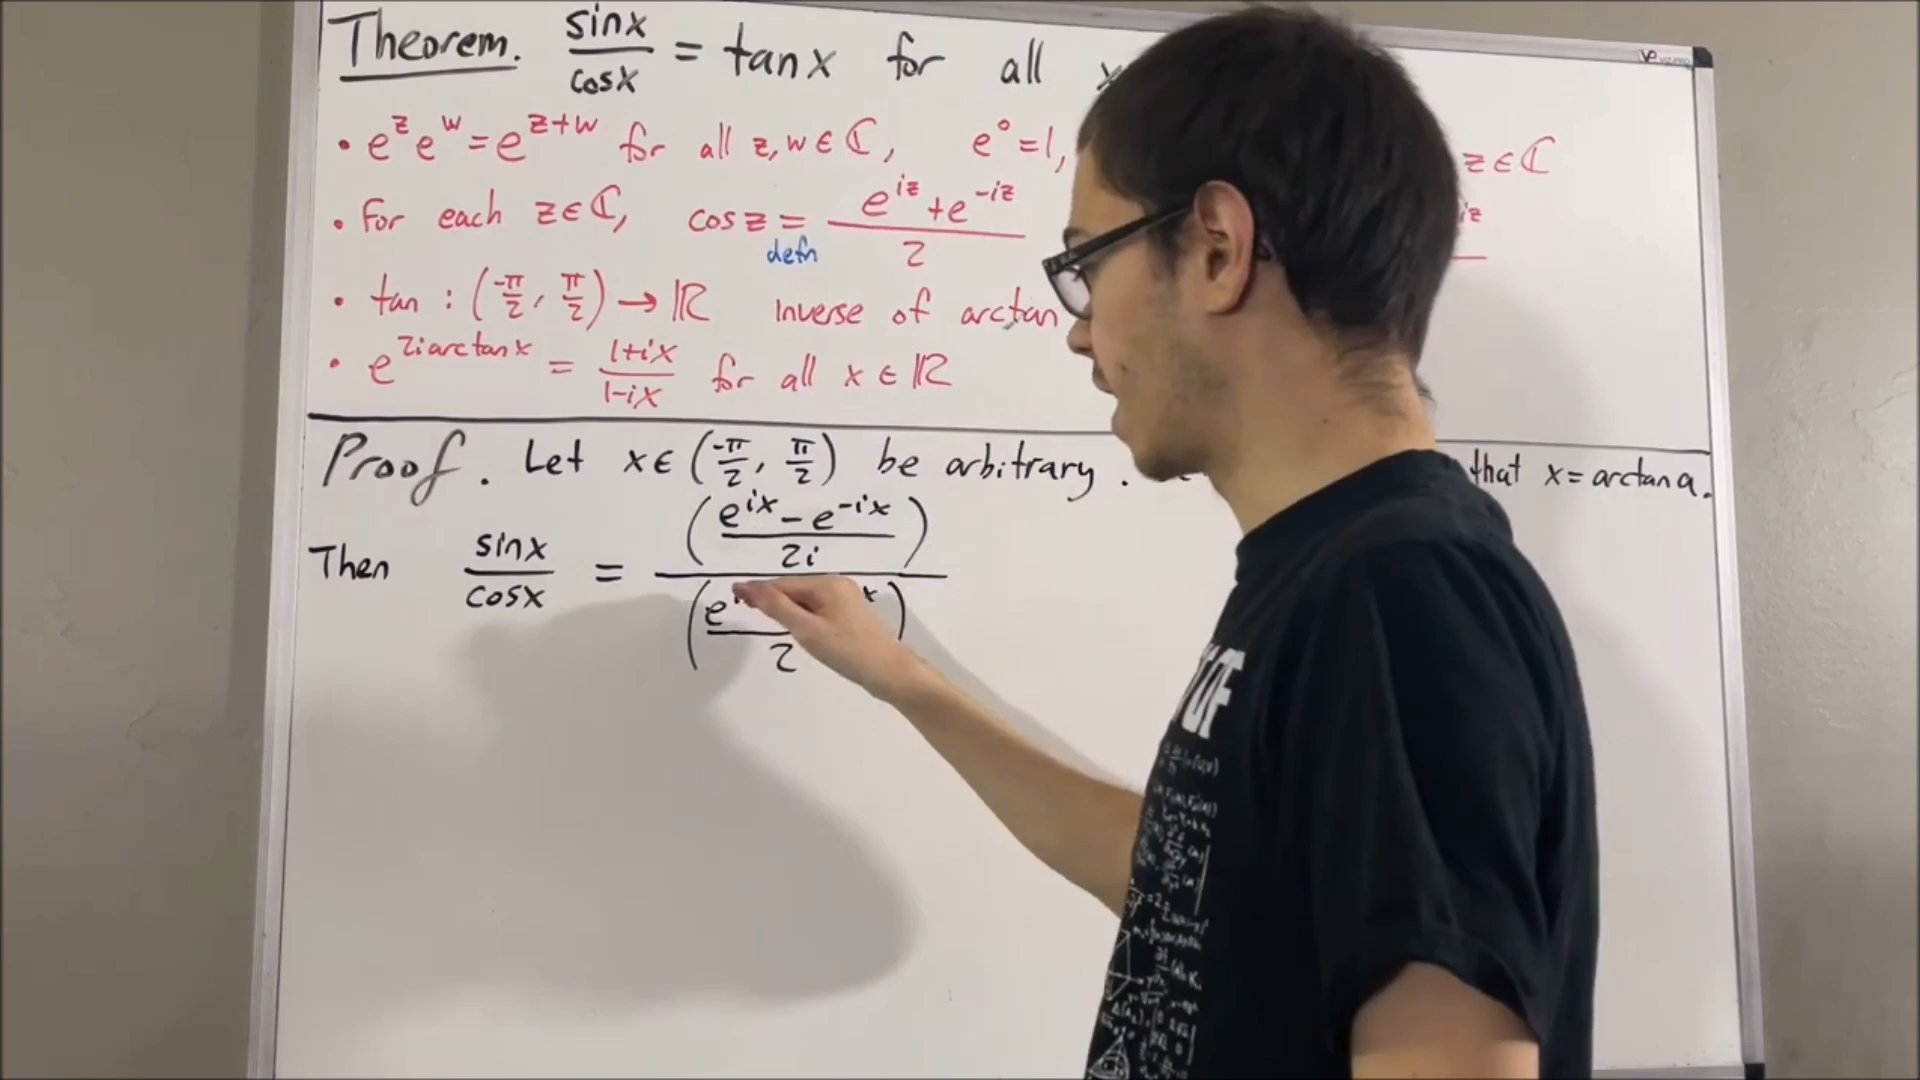 Theorem. sinx/cosx = tanx for all x
• e^z e^w = e^{z+w} for all z, w ∈ ℂ, e^0 = 1, z ∈ ℂ
• For each z ∈ ℂ, cos z = (e^{iz} + e^{-iz})/2 iz
defn
• tan : (-π/2, π/2) → ℝ inverse of arctan
• e^{2i arctan x} = (1+ix)/(1-ix) for all x ∈ ℝ
Proof. Let x ∈ (-π/2, π/2) be arbitrary. that x = arctan a.
Then sinx/cosx = ((e^{ix} - e^{-ix})/2i)/((e x)/2)